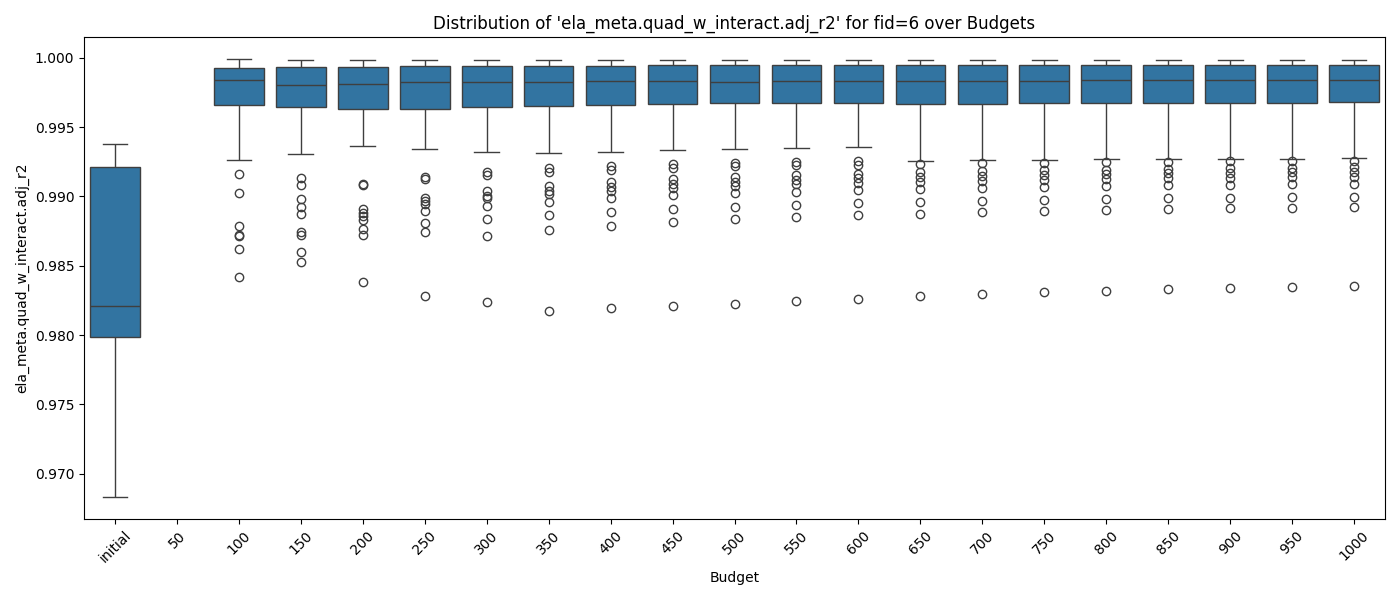 Distribution of 'ela_meta.quad_w_interact.adj_r2' for fid=6 over Budgets
ela_meta.quad_w_interact.adj_r2
1.000
0.995
0.990
0.985
0.980
0.975
0.970
initial 50 100 150 200 250 300 350 400 450 500 550 600 650 700 750 800 850 900 950 1000
Budget